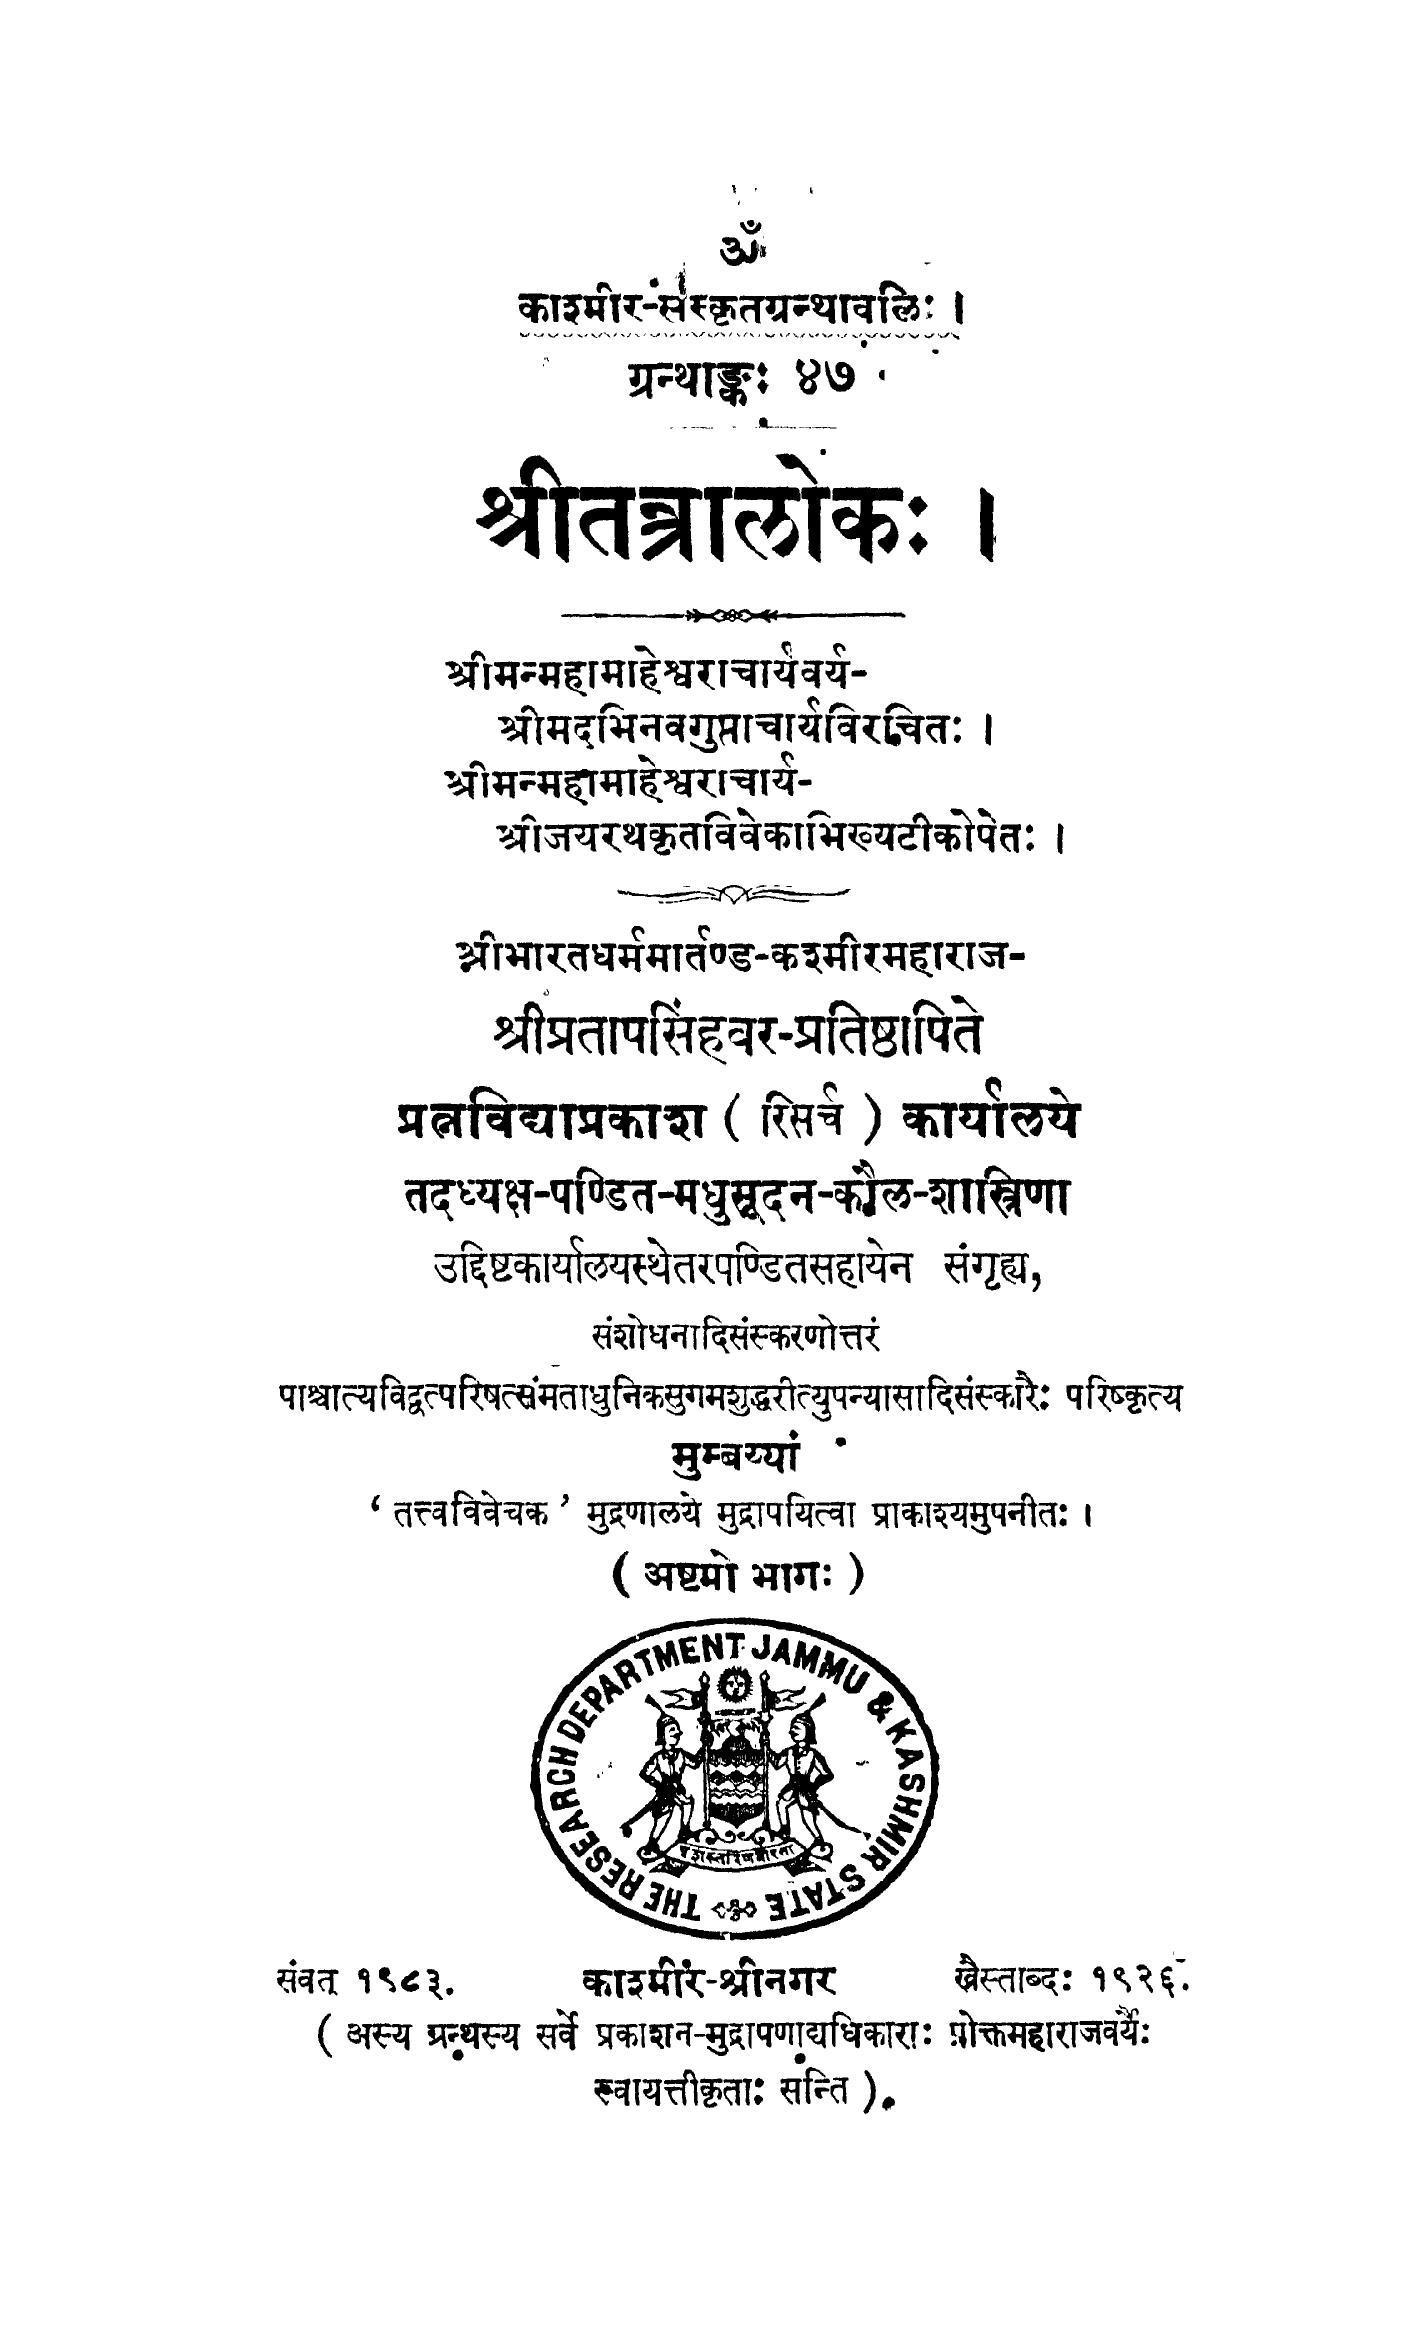 ॐ
काश्मीर-संस्कृतग्रन्थावलिः ।
ग्रन्थाङ्कः ४७
श्रीतन्त्रालोकः ।
श्रीमन्महामाहेश्वराचार्यवर्य-
श्रीमदभिनवगुप्ताचार्यविरचितः ।
श्रीमन्महामाहेश्वराचार्य-
श्रीजयरथकृतविवेकाभिख्यटीकोपेतः ।
श्रीभारतधर्ममार्तण्ड-कश्मीरमहाराज-
श्रीप्रतापसिंहवर-प्रतिष्ठापिते
प्रत्नविद्याप्रकाश ( रिसर्च ) कार्यालये
तदध्यक्ष-पण्डित-मधुसूदन-कौल-शास्त्रिणा
उद्दिष्टकार्यालयस्थेतरपण्डितसहायेन संगृह्य,
संशोधनादिसंस्करणोत्तरं
पाश्चात्यविद्वत्परिषत्संमताधुनिकसुगमशुद्धरीत्युपन्यासादिसंस्कारैः परिष्कृत्य
मुम्बय्यां
‘ तत्त्वविवेचक ’ मुद्रणालये मुद्रापयित्वा प्राकाश्यमुपनीतः ।
( अष्टमो भागः )
THE RESEARCH DEPARTMENT JAMMU & KASHMIR STATE
संवत् १९८३. काश्मीर-श्रीनगर ख्रैस्ताब्दः १९२६.
( अस्य ग्रन्थस्य सर्वे प्रकाशन-मुद्रापणाद्यधिकाराः प्रोक्तमहाराजवर्यैः
स्वायत्तीकृताः सन्ति ).